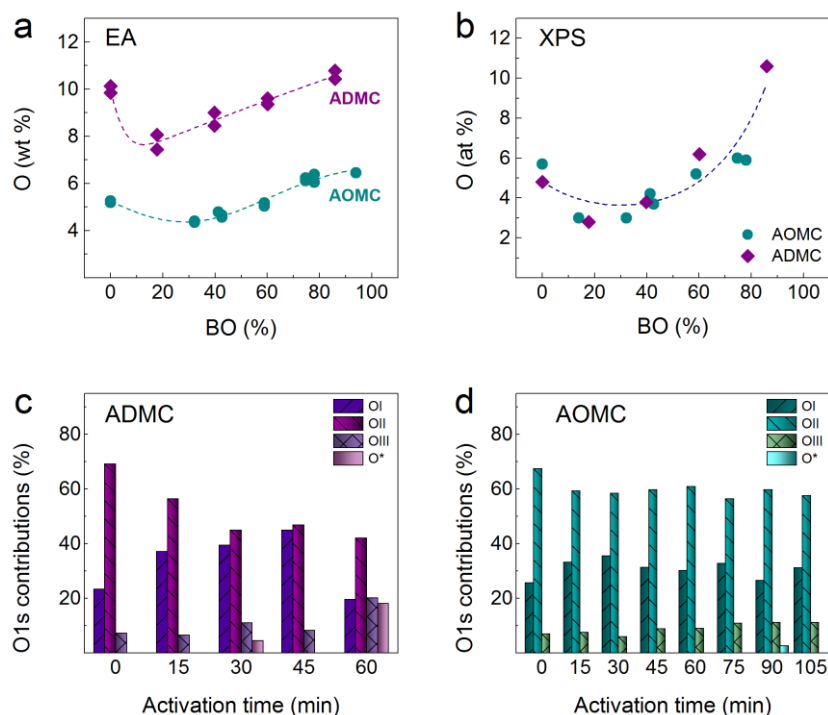 a
EA
12
10
8
6
4
O (wt %)
ADMC
AOMC
0 20 40 60 80 100
BO (%)
b
XPS
12
10
8
6
4
2
O (at %)
AOMC
ADMC
0 20 40 60 80 100
BO (%)
c
ADMC
OI
OII
OIII
O*
80
60
40
20
O1s contributions (%)
0 15 30 45 60
Activation time (min)
d
AOMC
OI
OII
OIII
O*
80
60
40
20
O1s contributions (%)
0 15 30 45 60 75 90 105
Activation time (min)